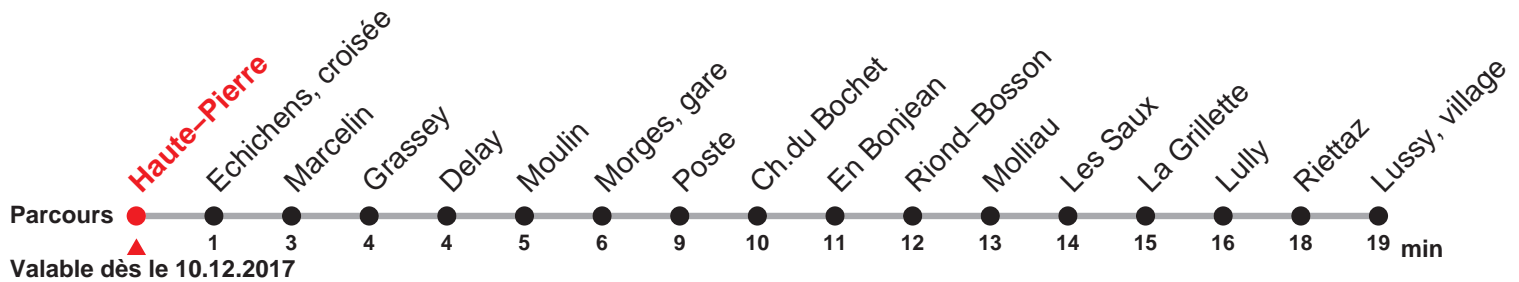 Haute–Pierre
Echichens, croisée
Marcelin
Grassey
Delay
Moulin
Morges, gare
Poste
Ch.du Bochet
En Bonjean
Riond–Bosson
Molliau
Les Saux
La Grillette
Lully
Riettaz
Lussy, village
Parcours
1 3 4 4 5 6 9 10 11 12 13 14 15 16 18 19 min
Valable dès le 10.12.2017